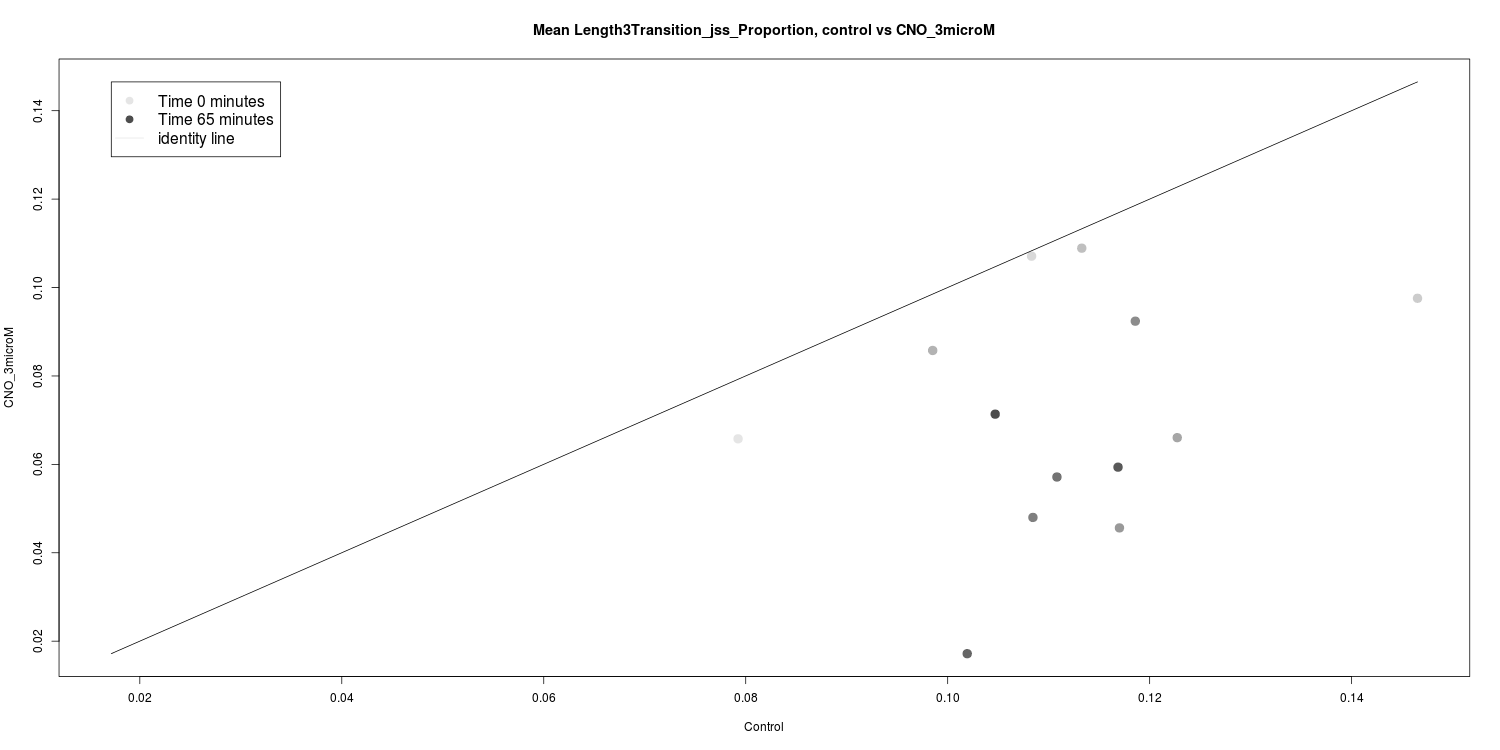 Mean Length3Transition_jss_Proportion, control vs CNO_3microM
Time 0 minutes
Time 65 minutes
identity line
CNO_3microM
0.14
0.12
0.10
0.08
0.06
0.04
0.02
0.02 0.04 0.06 0.08 0.10 0.12 0.14
Control